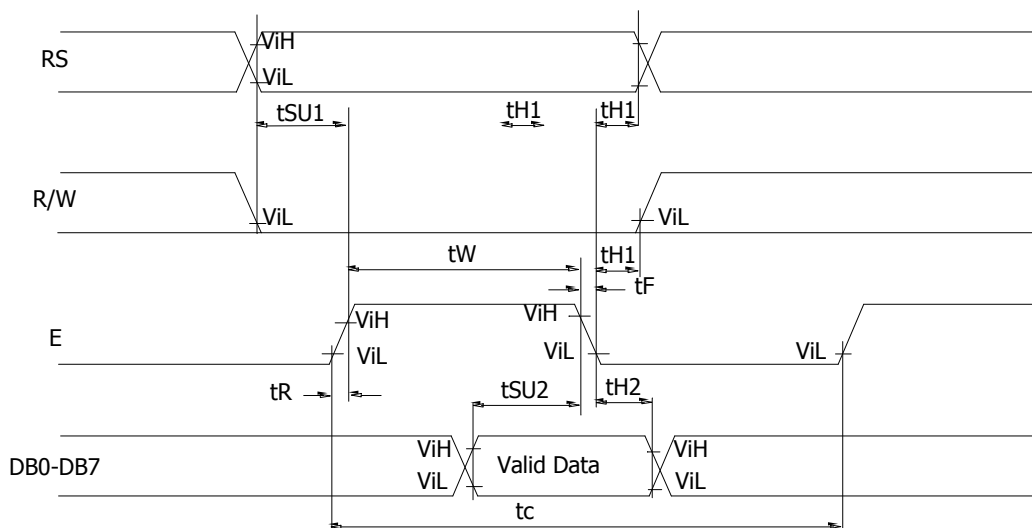 RS
ViH
ViL
tSU1
tH1
tH1
R/W
ViL
ViL
tW
tH1
tF
E
ViH
ViL
ViH
ViL
ViL
tR
tSU2
tH2
DB0-DB7
ViH
ViL
Valid Data
ViH
ViL
tc